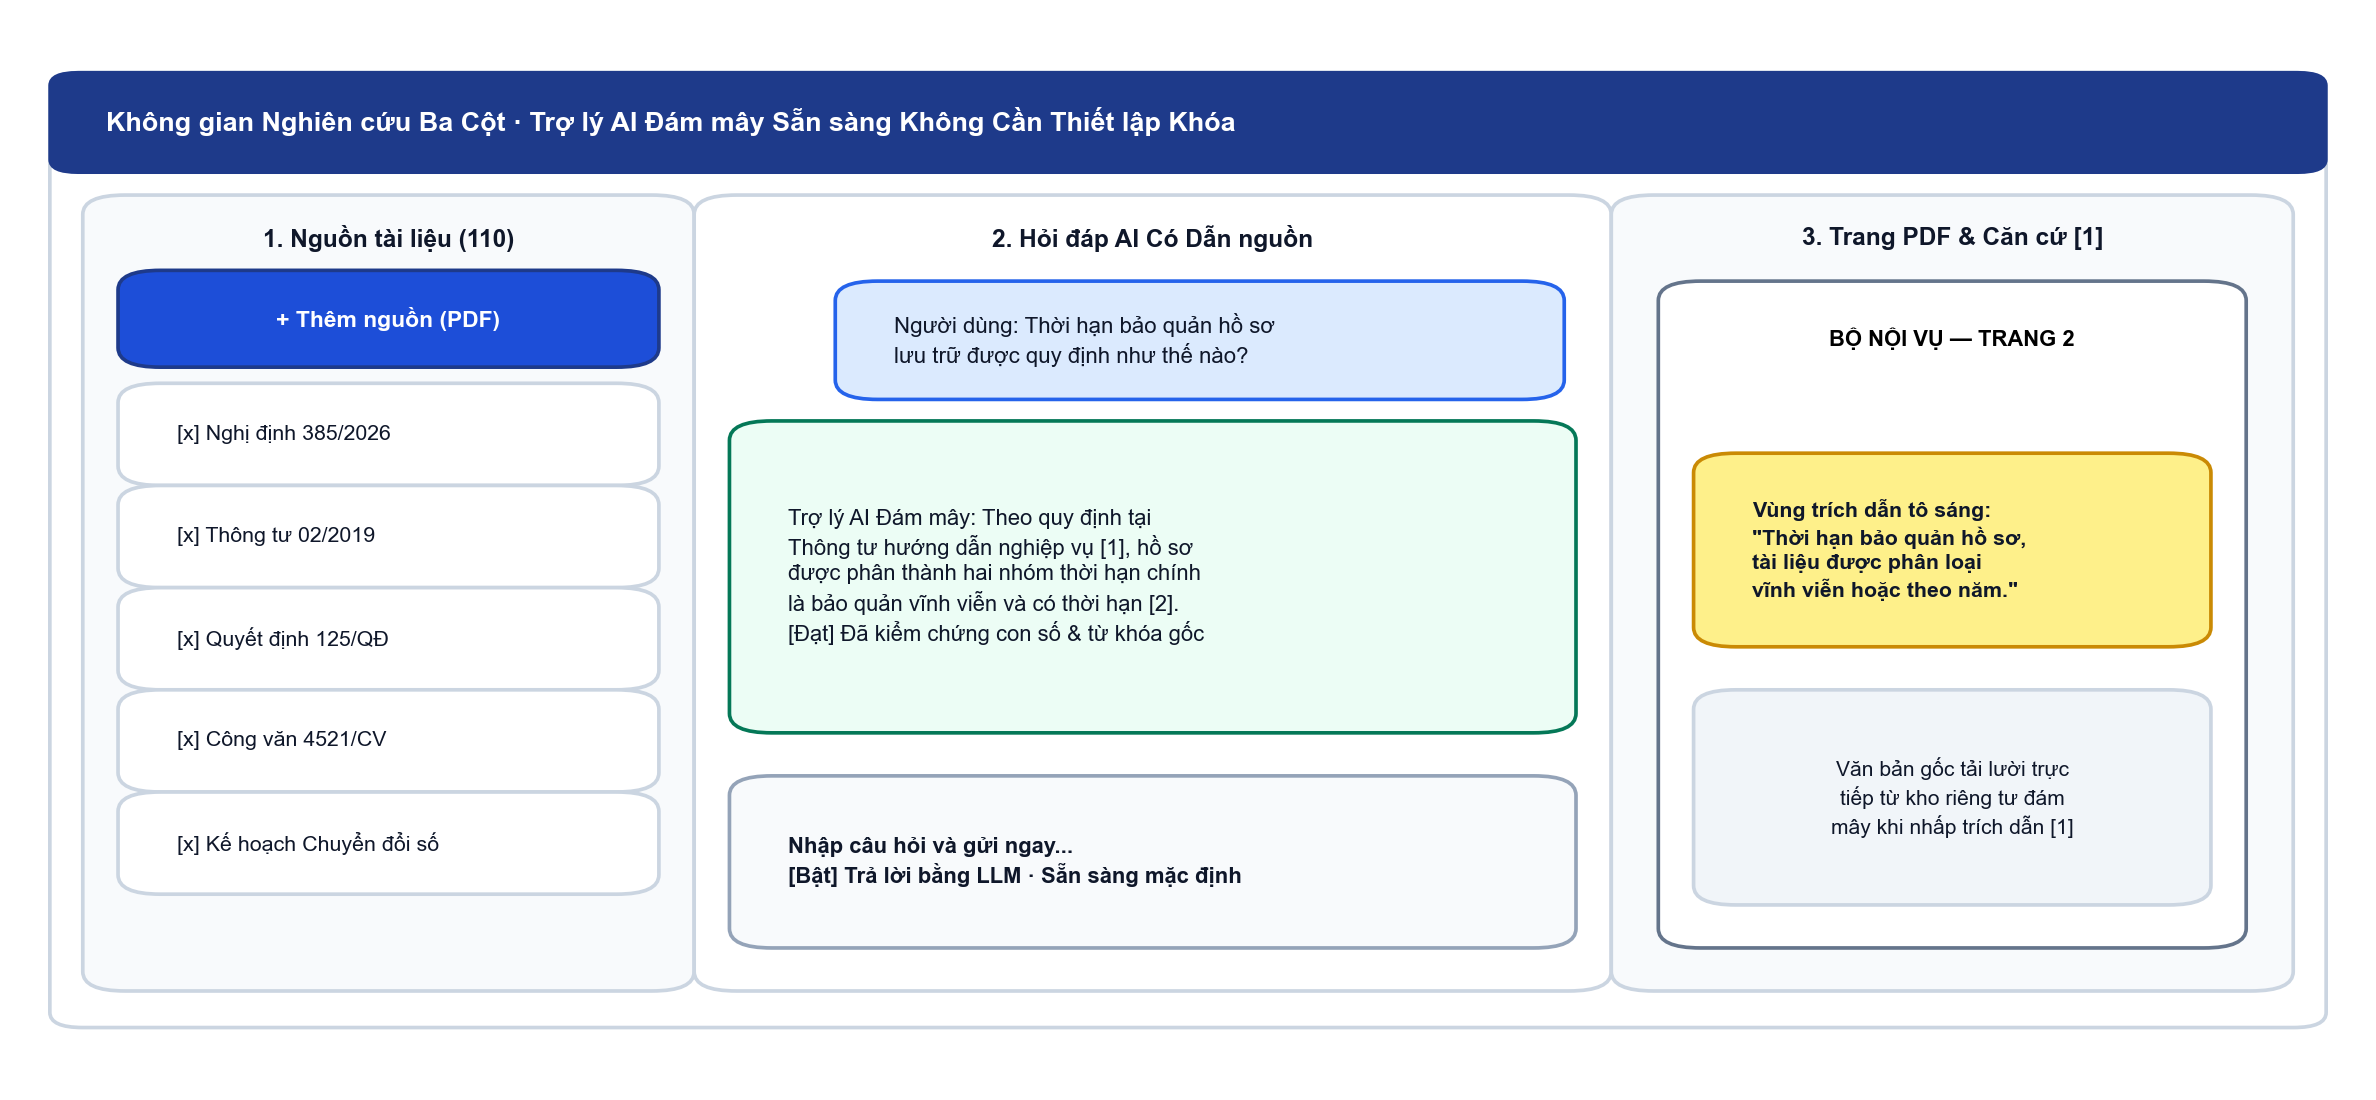 Không gian Nghiên cứu Ba Cột · Trợ lý AI Đám mây Sẵn sàng Không Cần Thiết lập Khóa
1. Nguồn tài liệu (110)
+ Thêm nguồn (PDF)
[x] Nghị định 385/2026
[x] Thông tư 02/2019
[x] Quyết định 125/QĐ
[x] Công văn 4521/CV
[x] Kế hoạch Chuyển đổi số
2. Hỏi đáp AI Có Dẫn nguồn
Người dùng: Thời hạn bảo quản hồ sơ
lưu trữ được quy định như thế nào?
Trợ lý AI Đám mây: Theo quy định tại
Thông tư hướng dẫn nghiệp vụ [1], hồ sơ
được phân thành hai nhóm thời hạn chính
là bảo quản vĩnh viễn và có thời hạn [2].
[Đạt] Đã kiểm chứng con số & từ khóa gốc
Nhập câu hỏi và gửi ngay...
[Bật] Trả lời bằng LLM · Sẵn sàng mặc định
3. Trang PDF & Căn cứ [1]
BỘ NỘI VỤ — TRANG 2
Vùng trích dẫn tô sáng:
"Thời hạn bảo quản hồ sơ,
tài liệu được phân loại
vĩnh viễn hoặc theo năm."
Văn bản gốc tải lười trực
tiếp từ kho riêng tư đám
mây khi nhấp trích dẫn [1]